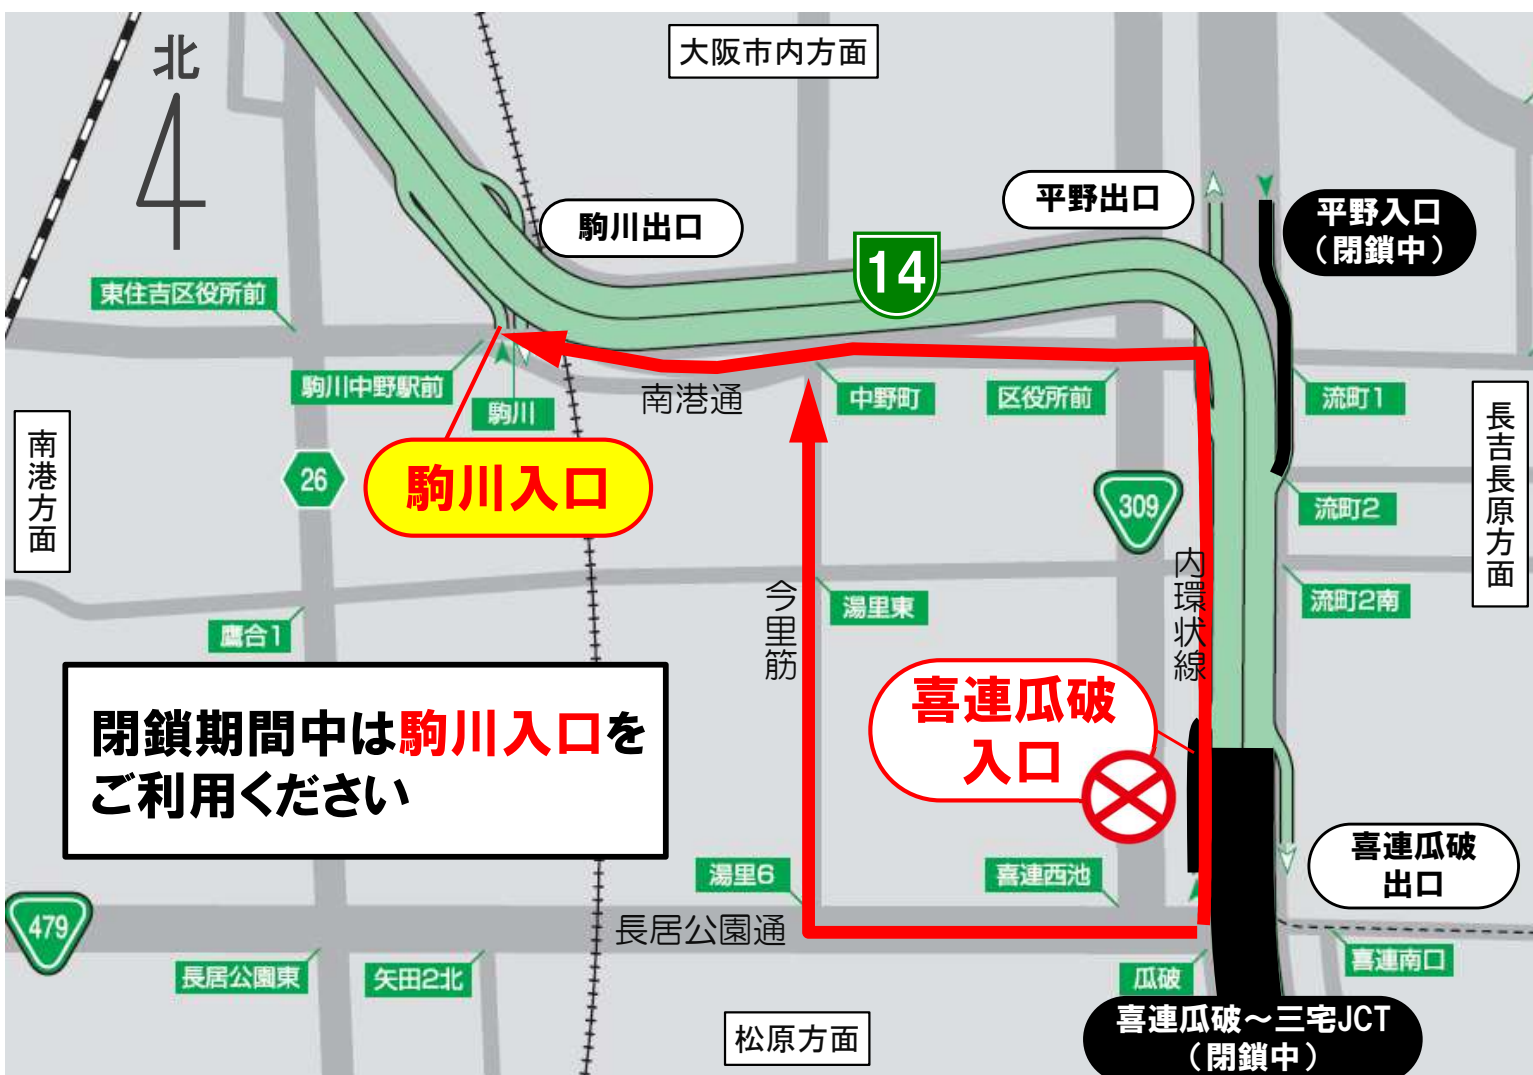 北
大阪市内方面
平野出口
平野入口
（閉鎖中）
駒川出口
14
東住吉区役所前
駒川中野駅前
駒川
南港通
中野町
区役所前
流町1
南港方面
長吉長原方面
26
駒川入口
309
流町2
内環状線
今里筋
湯里東
流町2南
鷹合1
閉鎖期間中は駒川入口を
ご利用ください
喜連瓜破
入口
喜連瓜破
出口
湯里6
喜連西池
479
長居公園通
長居公園東
矢田2北
瓜破
喜連南口
松原方面
喜連瓜破～三宅JCT
（閉鎖中）